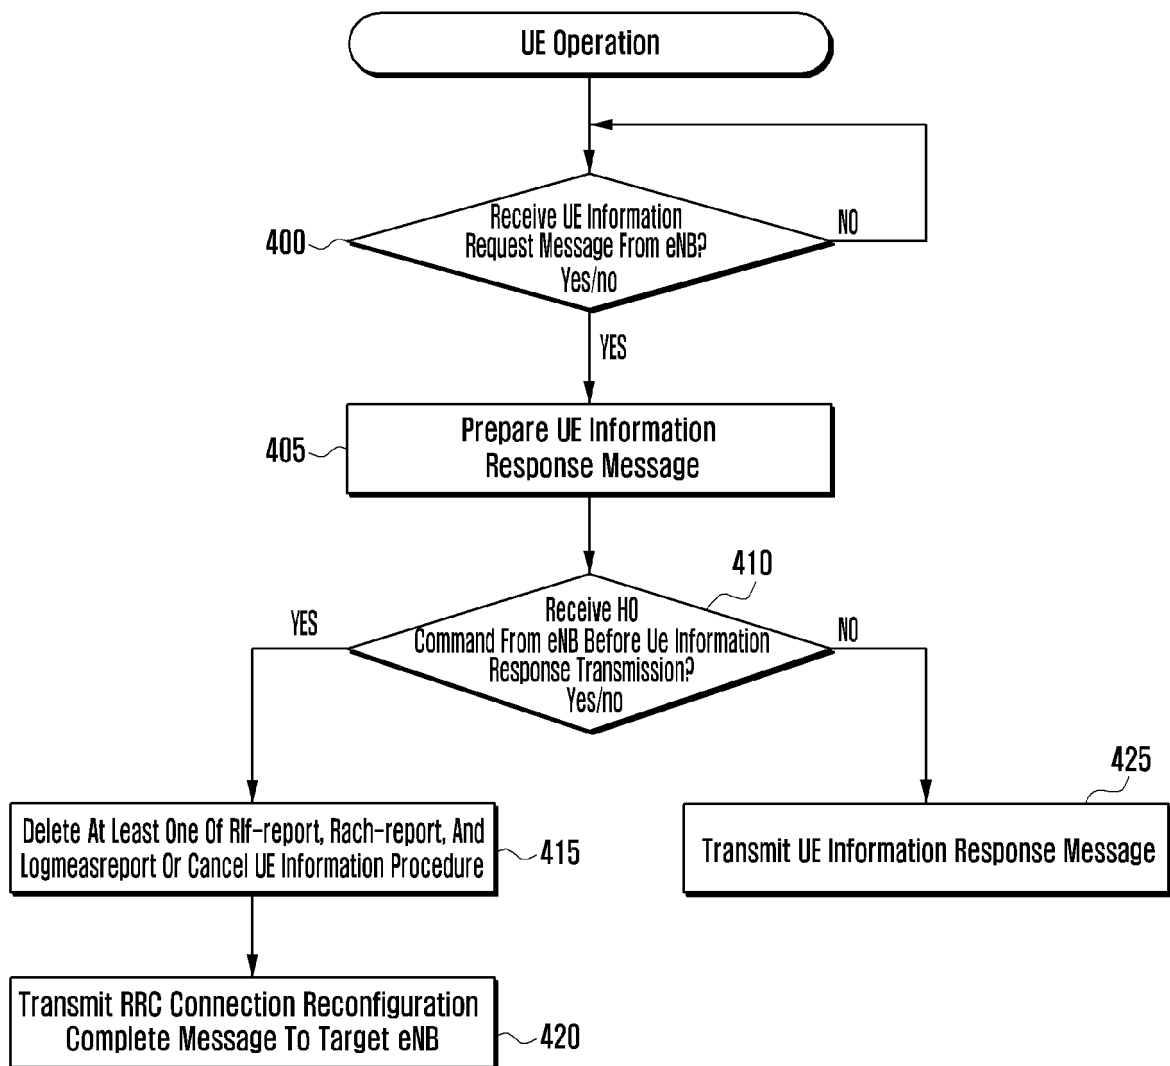 UE Operation
Receive UE Information
Request Message From eNB?
Yes/no
NO
400
YES
Prepare UE Information
Response Message
405
410
Receive HO
Command From eNB Before Ue Information
Response Transmission?
Yes/no
YES
NO
425
Delete At Least One Of Rlf-report, Rach-report, And
Logmeasreport Or Cancel UE Information Procedure
415
Transmit UE Information Response Message
Transmit RRC Connection Reconfiguration
Complete Message To Target eNB
420